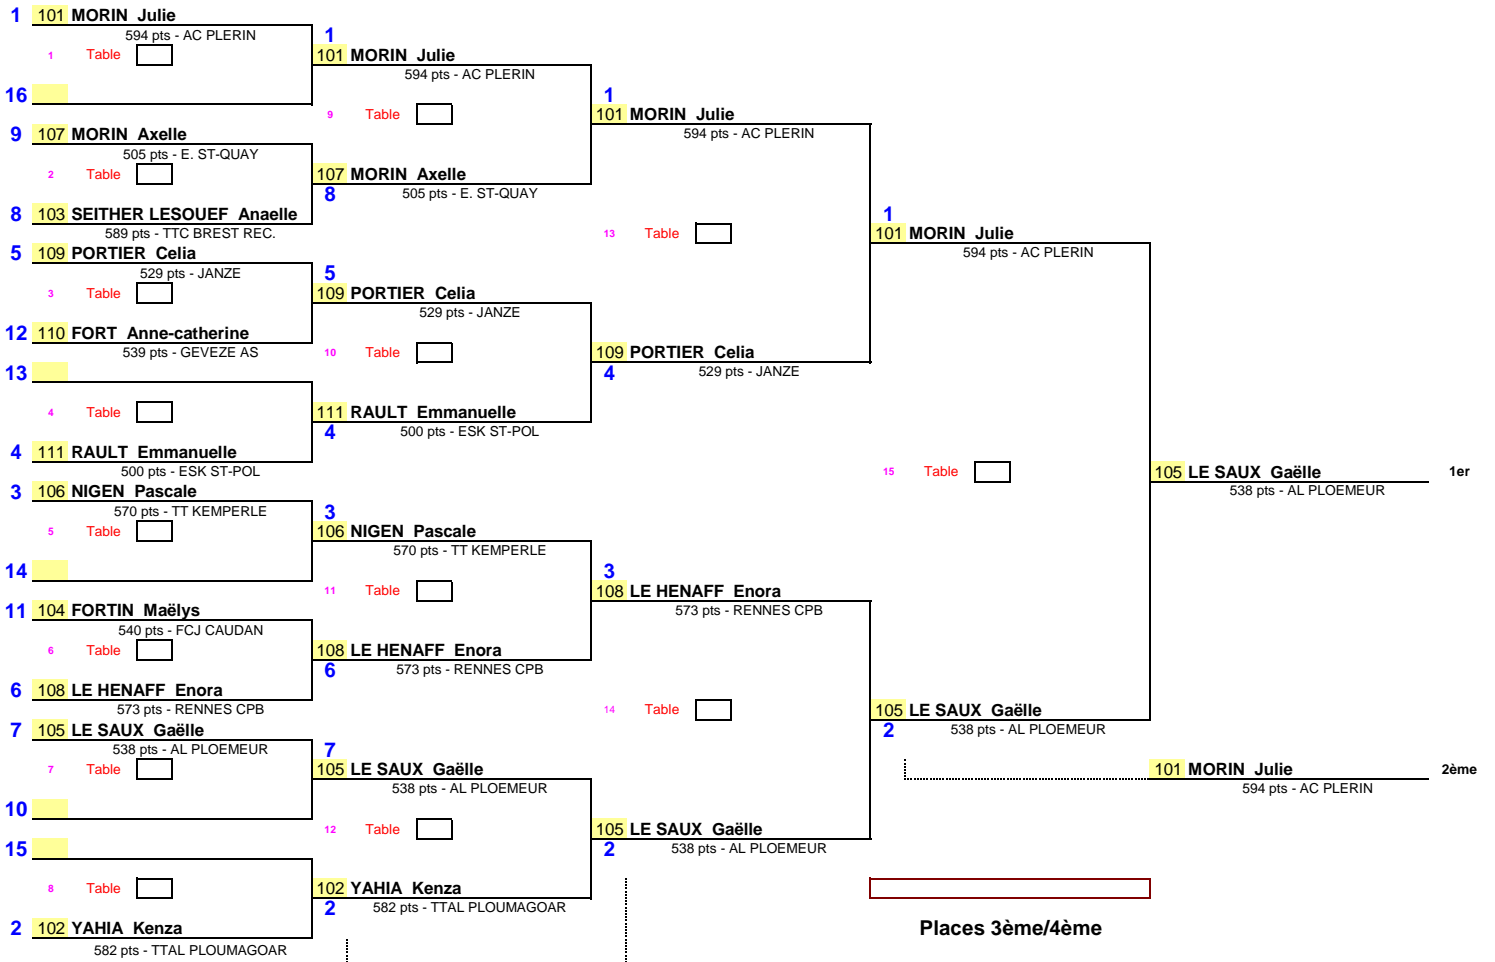 1 101 MORIN Julie
594 pts - AC PLERIN
1 Table
16
9 107 MORIN Axelle
505 pts - E. ST-QUAY
2 Table
8 103 SEITHER LESOUEF Anaelle
589 pts - TTC BREST REC.
5 109 PORTIER Celia
529 pts - JANZE
3 Table
12 110 FORT Anne-catherine
539 pts - GEVEZE AS
13
4 Table
4 111 RAULT Emmanuelle
500 pts - ESK ST-POL
3 106 NIGEN Pascale
570 pts - TT KEMPERLE
5 Table
14
11 104 FORTIN Maëlys
540 pts - FCJ CAUDAN
6 Table
6 108 LE HENAFF Enora
573 pts - RENNES CPB
7 105 LE SAUX Gaëlle
538 pts - AL PLOEMEUR
7 Table
10
15
8 Table
2 102 YAHIA Kenza
582 pts - TTAL PLOUMAGOAR
1
101 MORIN Julie
594 pts - AC PLERIN
9 Table
107 MORIN Axelle
8 505 pts - E. ST-QUAY
5
109 PORTIER Celia
529 pts - JANZE
10 Table
111 RAULT Emmanuelle
4 500 pts - ESK ST-POL
3
106 NIGEN Pascale
570 pts - TT KEMPERLE
11 Table
108 LE HENAFF Enora
6 573 pts - RENNES CPB
7
105 LE SAUX Gaëlle
538 pts - AL PLOEMEUR
12 Table
102 YAHIA Kenza
2 582 pts - TTAL PLOUMAGOAR
1
101 MORIN Julie
594 pts - AC PLERIN
13 Table
109 PORTIER Celia
4 529 pts - JANZE
3
108 LE HENAFF Enora
573 pts - RENNES CPB
14 Table
105 LE SAUX Gaëlle
2 538 pts - AL PLOEMEUR
1
101 MORIN Julie
594 pts - AC PLERIN
15 Table
105 LE SAUX Gaëlle
2 538 pts - AL PLOEMEUR
105 LE SAUX Gaëlle 1er
538 pts - AL PLOEMEUR
101 MORIN Julie 2ème
594 pts - AC PLERIN
Places 3ème/4ème